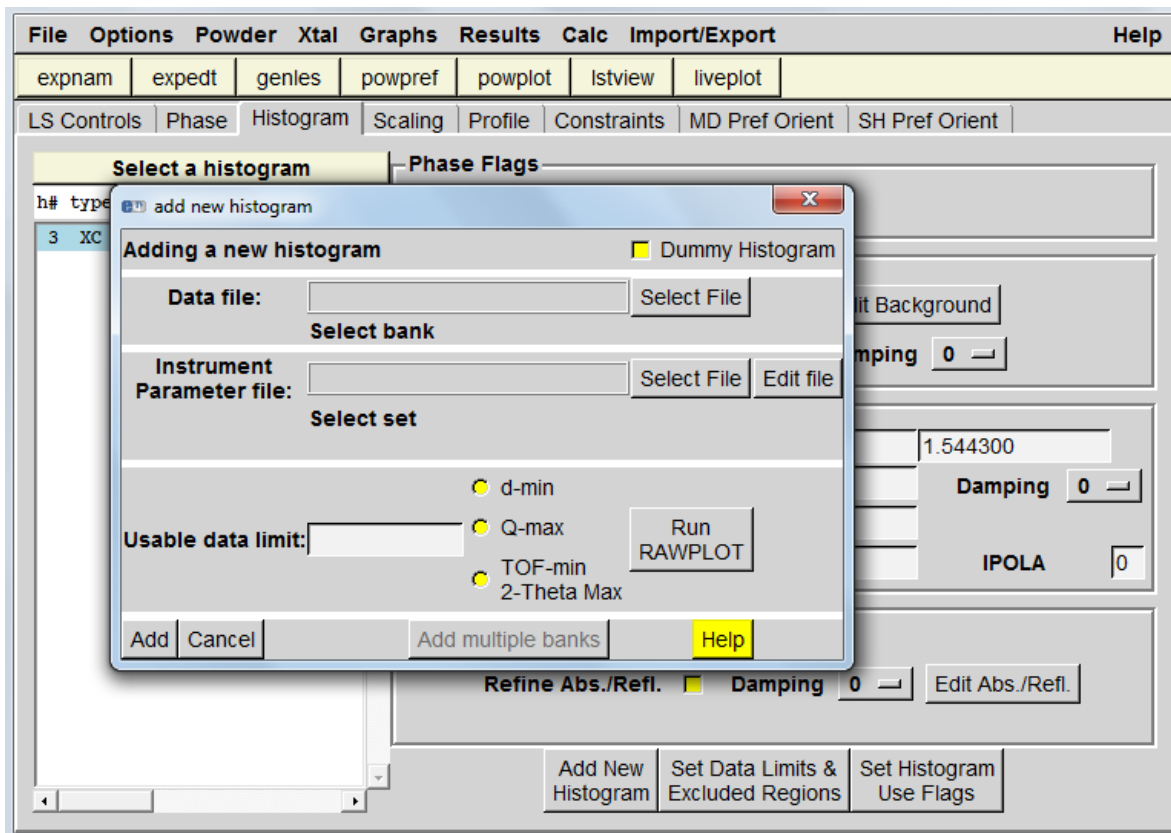 File Options Powder Xtal Graphs Results Calc Import/Export Help
expnam expedt genles powpref powplot lstview liveplot
LS Controls Phase Histogram Scaling Profile Constraints MD Pref Orient SH Pref Orient
Select a histogram
Phase Flags
h# type
3 XC
add new histogram
Adding a new histogram
Dummy Histogram
Data file:
Select File
Select bank
Instrument
Parameter file:
Select File
Edit file
Select set
Usable data limit:
d-min
Q-max
TOF-min
2-Theta Max
Run
RAWPLOT
Add
Cancel
Add multiple banks
Help
Background
0
1.544300
Damping 0
IPOLA 0
Refine Abs./Refl.
Damping 0
Edit Abs./Refl.
Add New
Histogram
Set Data Limits &
Excluded Regions
Set Histogram
Use Flags